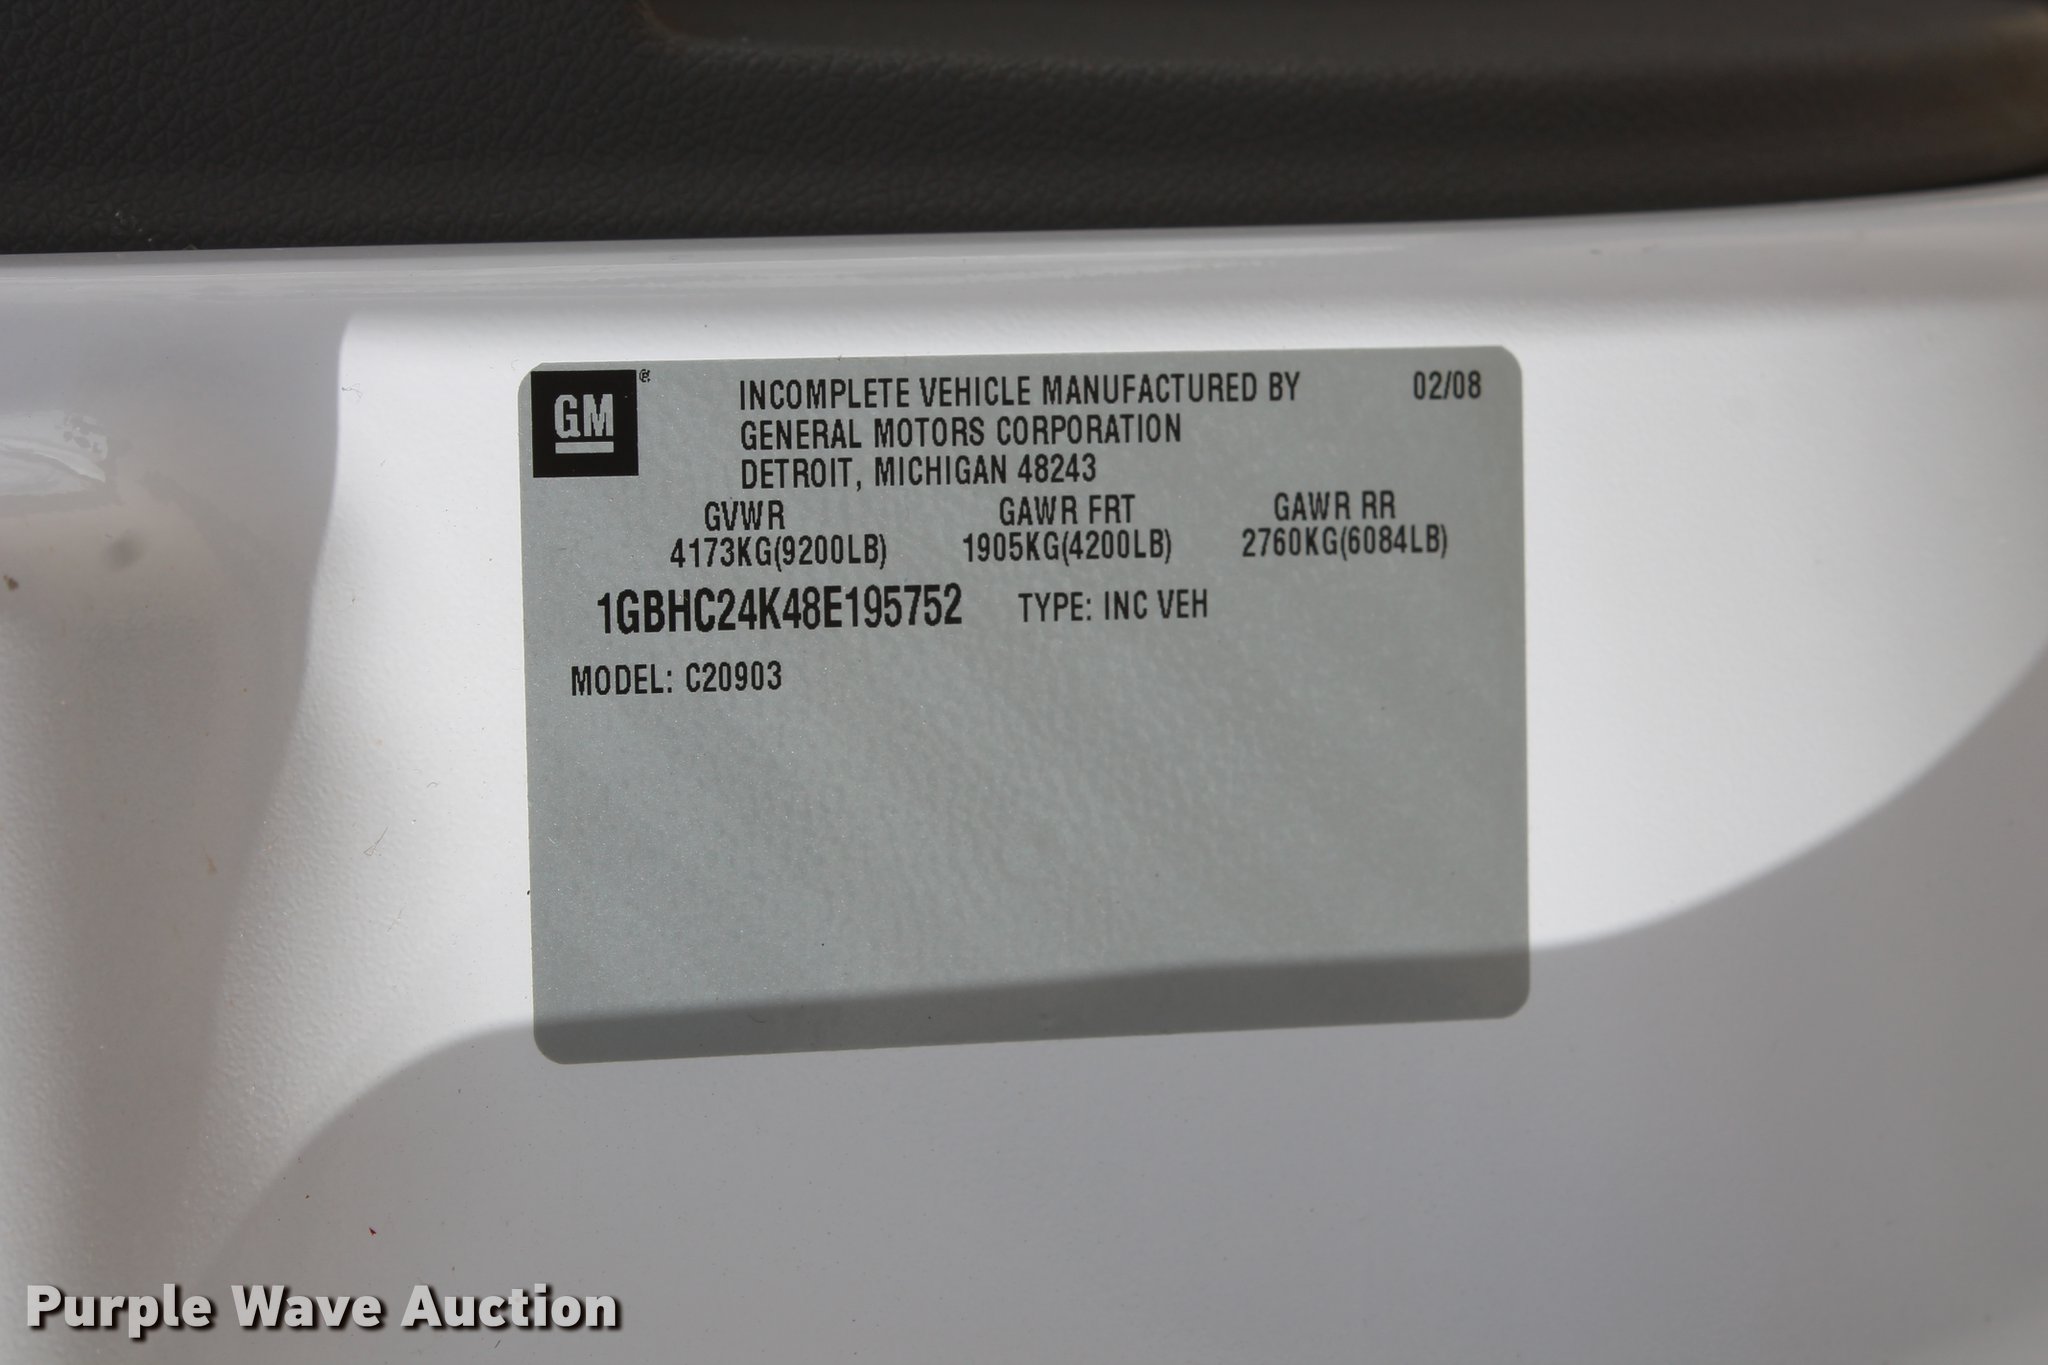 GM®
INCOMPLETE VEHICLE MANUFACTURED BY 02/08
GENERAL MOTORS CORPORATION
DETROIT, MICHIGAN 48243
GVWR GAWR FRT GAWR RR
4173KG(9200LB) 1905KG(4200LB) 2760KG(6084LB)
1GBHC24K48E195752 TYPE: INC VEH
MODEL: C20903
Purple Wave Auction